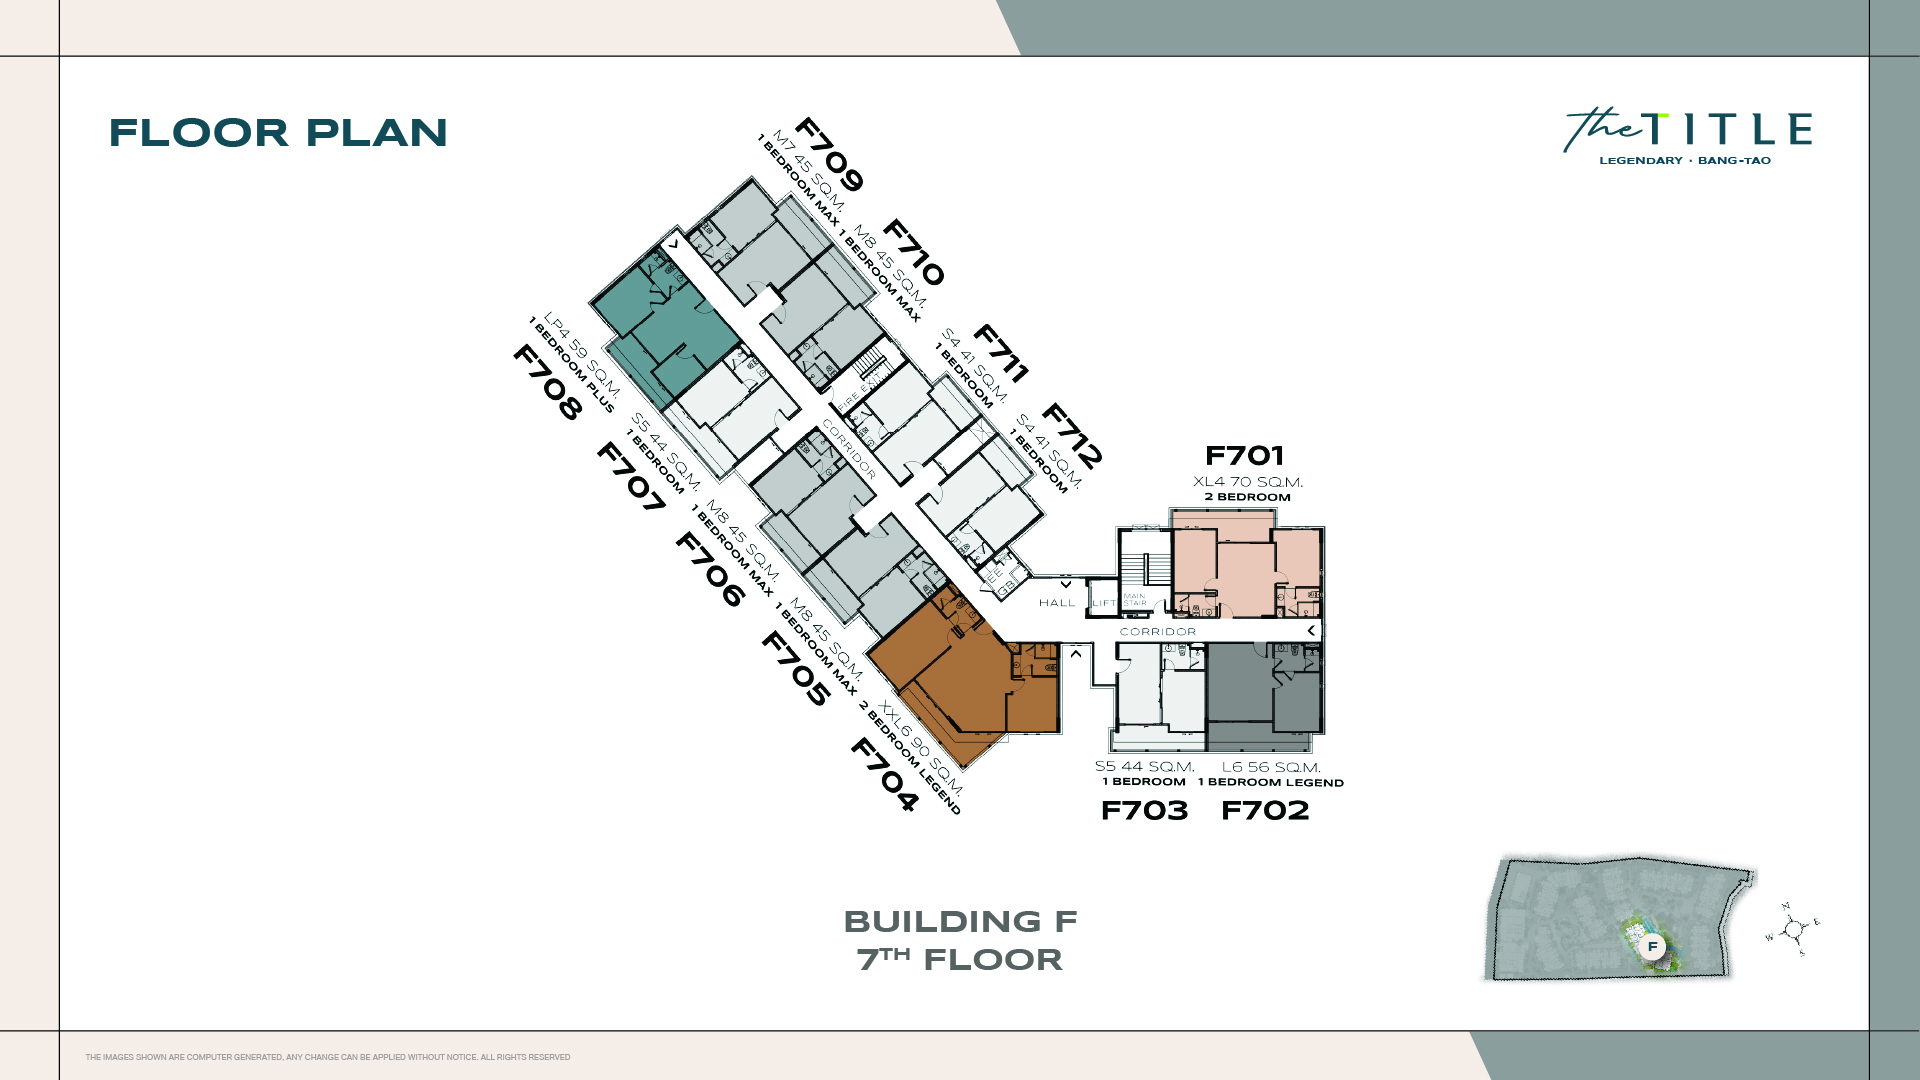 FLOOR PLAN
the TITLE
LEGENDARY · BANG-TAO
F709
M7 45 SQ.M.
1 BEDROOM MAX
F710
M8 45 SQ.M.
1 BEDROOM MAX
F711
S4 41 SQ.M.
1 BEDROOM
F712
S4 41 SQ.M.
1 BEDROOM
F701
XL4 70 SQ.M.
2 BEDROOM
LP4 59 SQ.M.
1 BEDROOM PLUS
F708
S5 44 SQ.M.
1 BEDROOM
F707
M8 45 SQ.M.
1 BEDROOM MAX
F706
M8 45 SQ.M.
1 BEDROOM MAX
F705
XXL6 90 SQ.M.
2 BEDROOM LEGEND
F704
FIRE EXIT
CORRIDOR
HALL
LIFT
MAIN
STAIR
CORRIDOR
S5 44 SQ.M.
1 BEDROOM
F703
L6 56 SQ.M.
1 BEDROOM LEGEND
F702
BUILDING F
7TH FLOOR
F
N
E
W
S
THE IMAGES SHOWN ARE COMPUTER GENERATED, ANY CHANGE CAN BE APPLIED WITHOUT NOTICE. ALL RIGHTS RESERVED